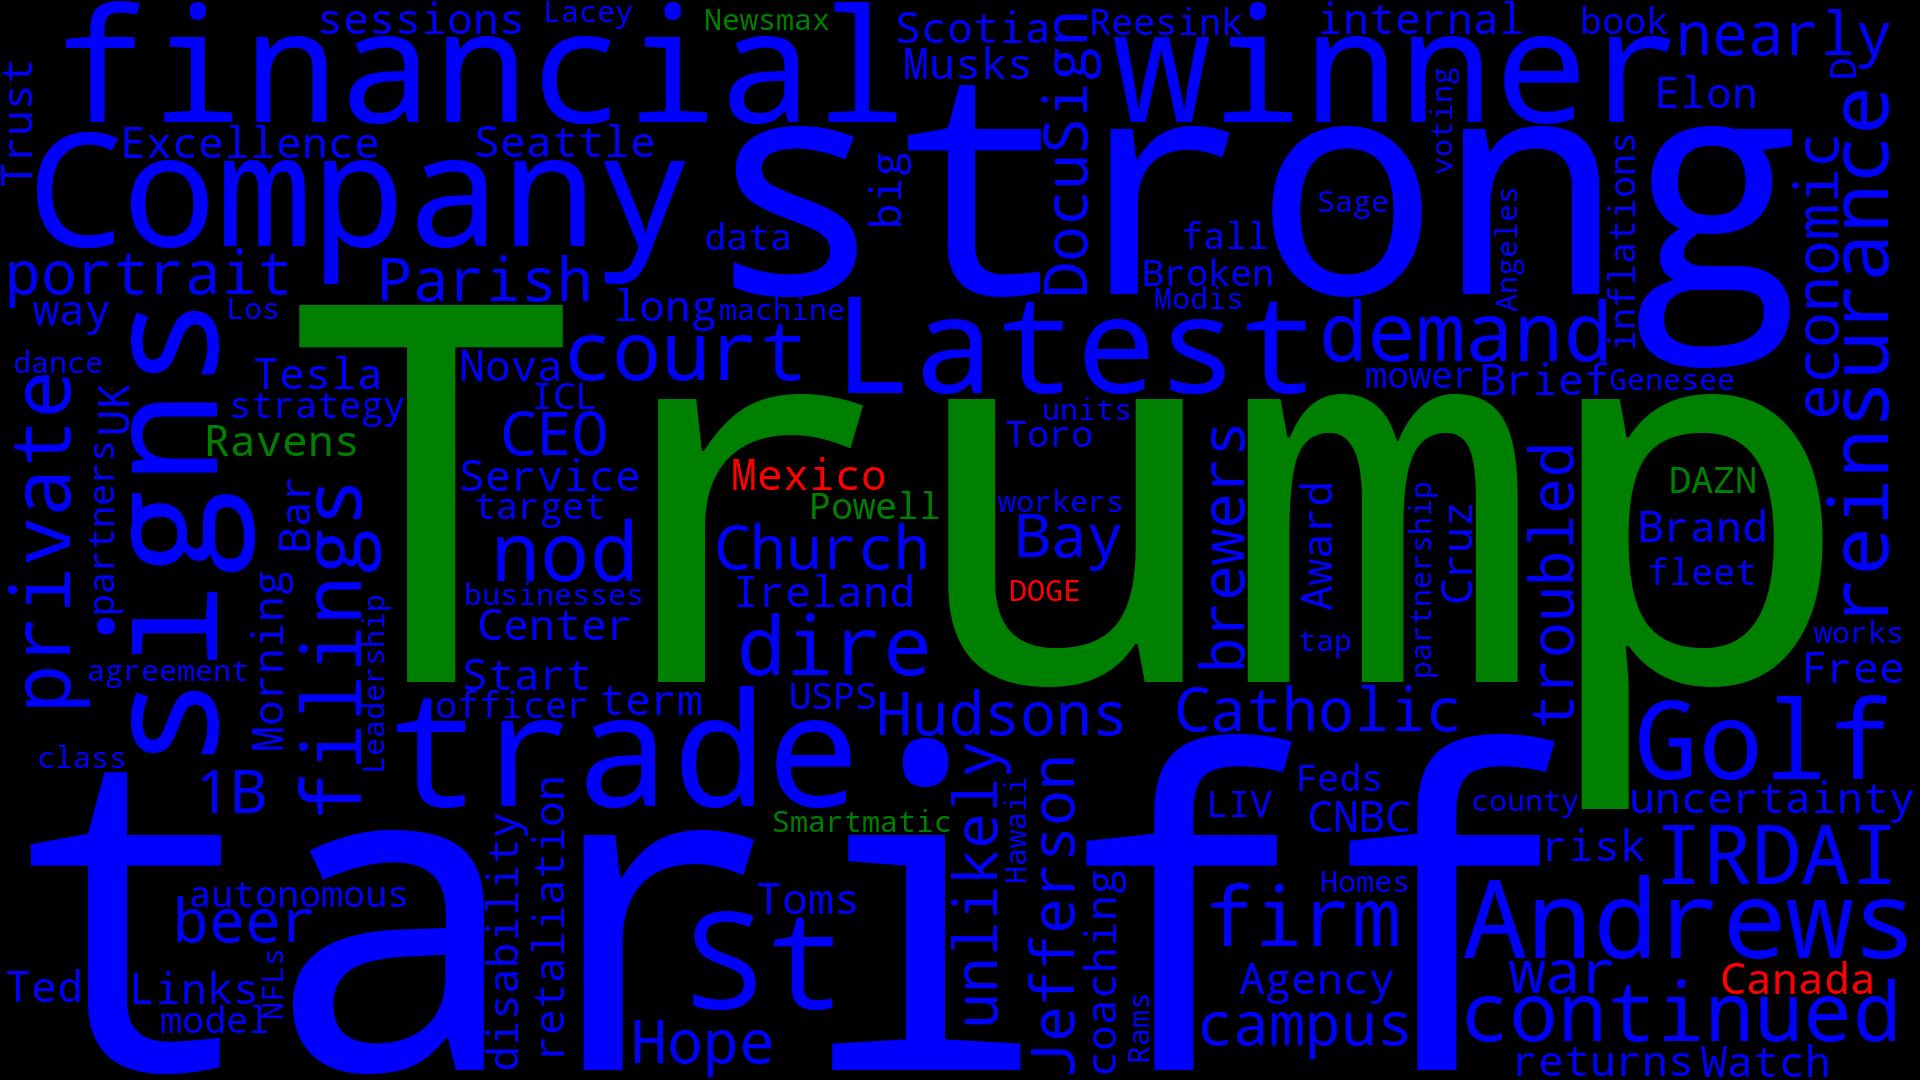 sessions
Lacey
Newsmax
financial
Scotia
Reesink
internal
book
nearly
Musks
winner
Elon
D
Trust
Excellence
Seattle
Company
strong
big
DocuSign
voting
Sage
Angeles
inflations
economic
reinsurance
data
fall
Broken
Modis
portrait
Parish
way
Los
long
machine
Latest
demand
dance
Tesla
Nova
court
mower
Brief
Genesee
strategy
ICL
units
Trump
private
UK
partners
signs
Ravens
CEO
Toro
Mexico
DAZN
Service
Powell
workers
target
Bar
filings
nod
Church
Bay
brewers
Award
partnership
Cruz
troubled
Brand
fleet
businesses
Ireland
DOGE
Center
dire
tap
works
Free
agreement
Morning
Leadership
Start
officer
term
USPS
Hudsons
Catholic
Golf
class
1B
trade
Feds
LIV
CNBC
county
uncertainty
tariff
Smartmatic
unlikely
Hawaii
Jefferson
risk
IRDAI
autonomous
beer
disability
retaliation
Toms
St
coaching
Homes
firm
Andrews
Ted
Links
NFLs
model
Hope
Rams
Agency
campus
war
Canada
continued
returns
Watch